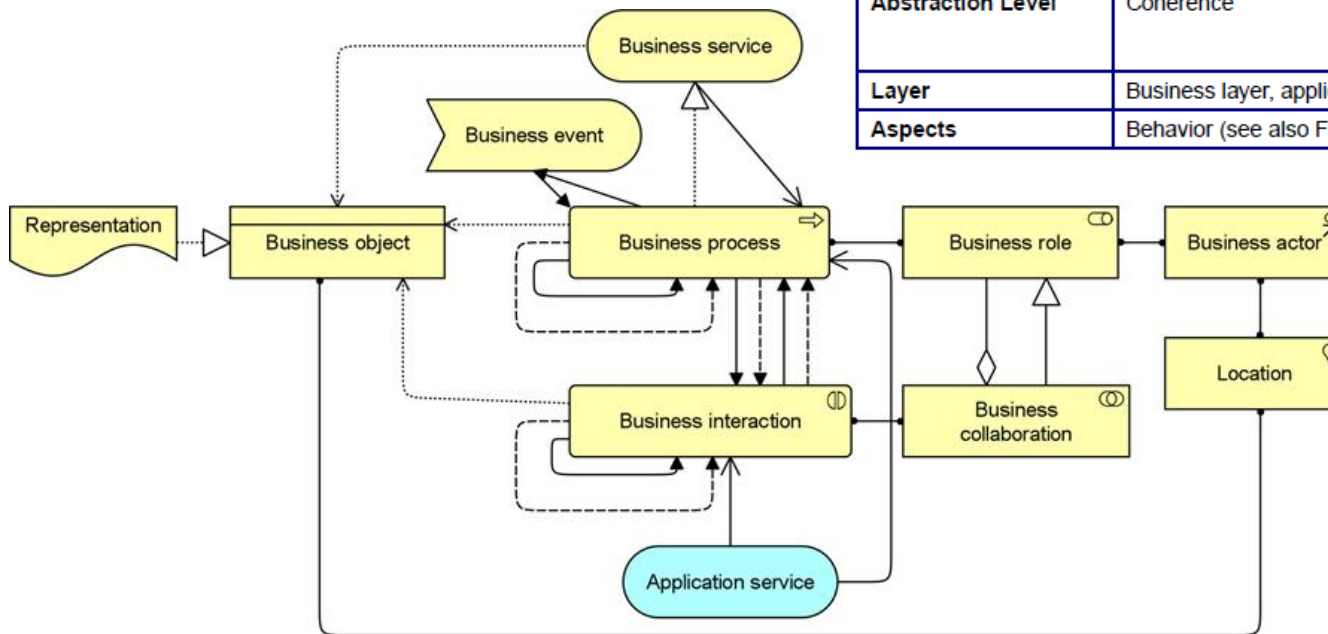 Abstraction Level
Coherence
Layer
Business layer, appli
Aspects
Behavior (see also F
Business service
Business event
Representation
Business object
Business process
Business role
Business actor
Location
Business interaction
Business
collaboration
Application service